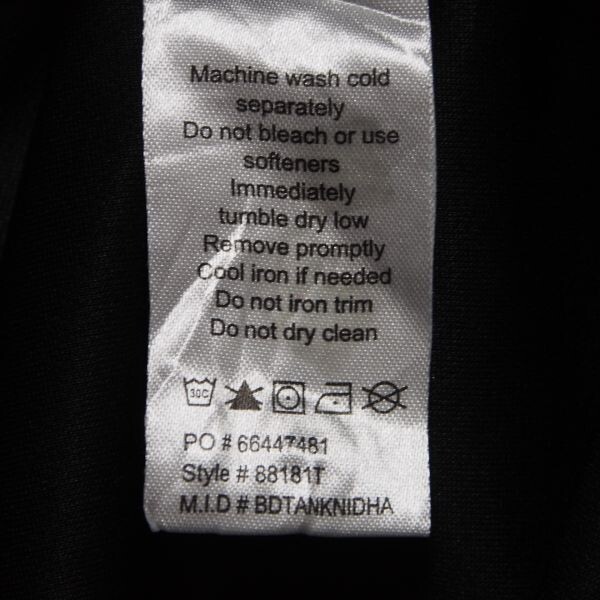 Machine wash cold
separately
Do not bleach or use
softeners
Immediately
tumble dry low
Remove promptly
Cool iron if needed
Do not iron trim
Do not dry clean
30C
PO # 66447481
Style # 88181T
M.I.D # BDTANKNIDHA